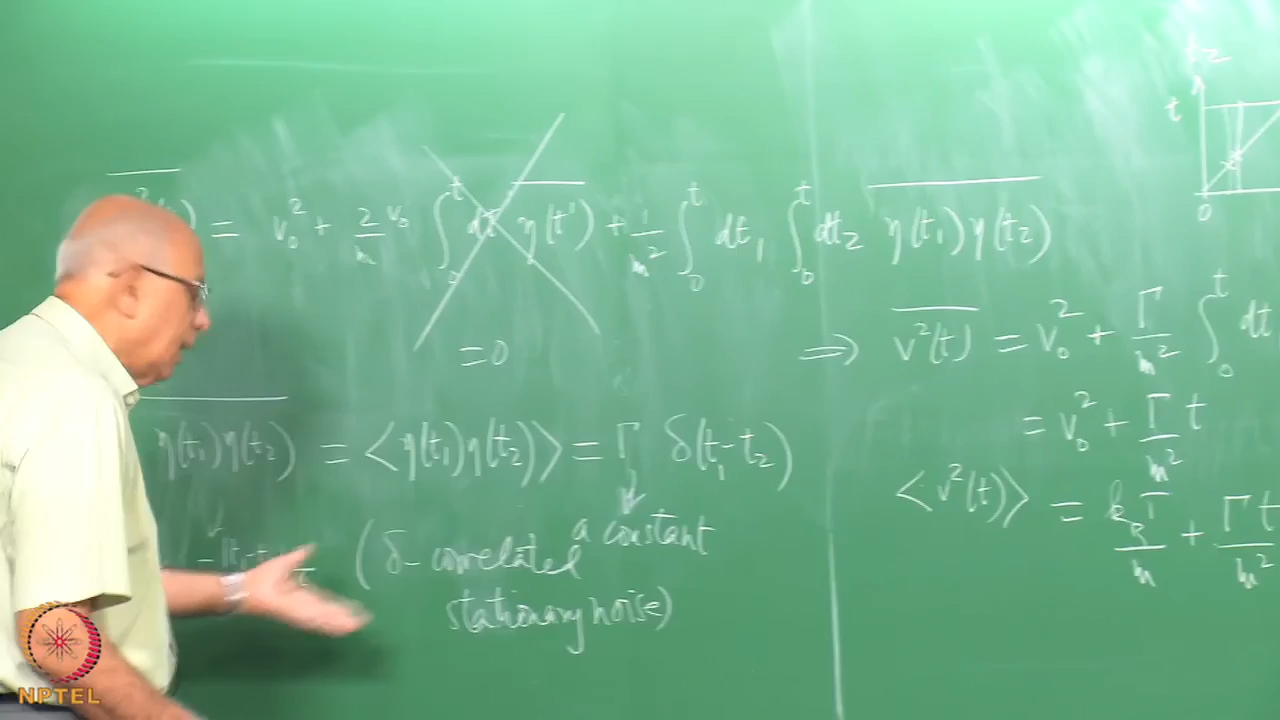 = v₀² + 2/m v₀ ∫₀ᵗ dt' η(t') + 1/m² ∫₀ᵗ dt₁ ∫₀ᵗ dt₂ η(t₁)η(t₂)
= 0
⇒ v²(t) = v₀² + Γ/m² ∫₀ᵗ dt
= v₀² + Γ/m² t
η(t₁)η(t₂) = <η(t₁)η(t₂)> = Γ δ(t₁-t₂)
a constant
(δ-correlated
stationary noise)
<v²(t)> = k_BT/m + Γt/m²
t₂
t
0
NPTEL